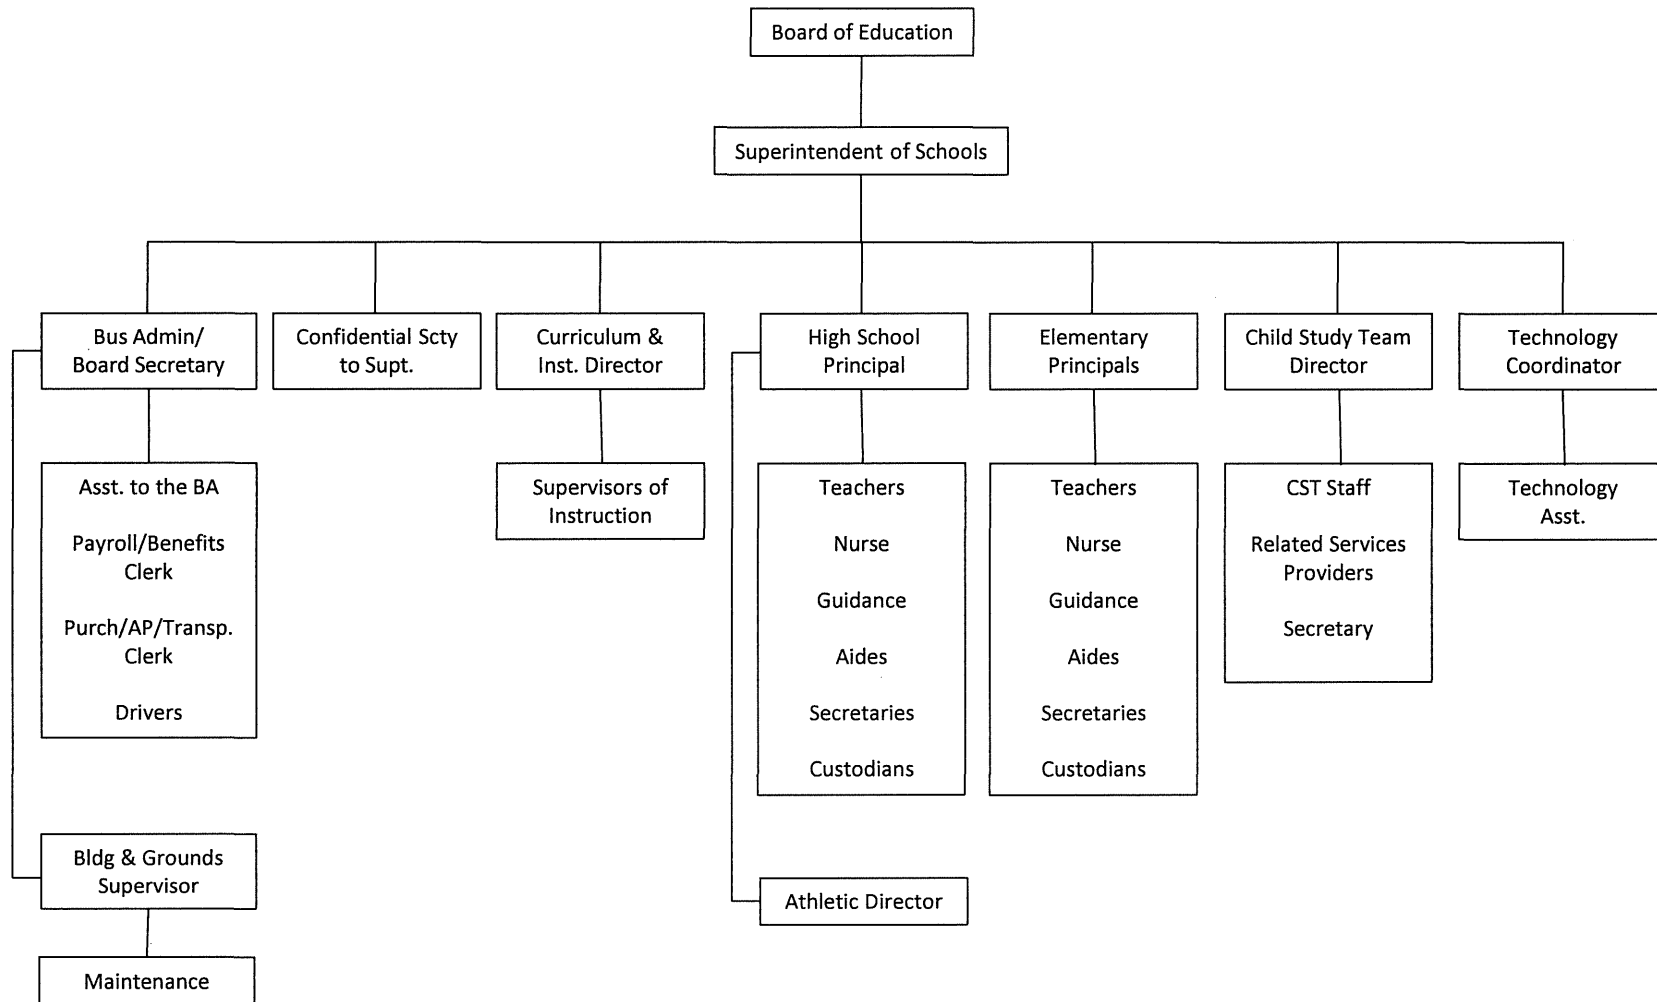 Board of Education
Superintendent of Schools
Bus Admin/
Board Secretary
Confidential Scty
to Supt.
Curriculum &
Inst. Director
High School
Principal
Elementary
Principals
Child Study Team
Director
Technology
Coordinator
Asst. to the BA
Payroll/Benefits
Clerk
Purch/AP/Transp.
Clerk
Drivers
Supervisors of
Instruction
Teachers
Nurse
Guidance
Aides
Secretaries
Custodians
Teachers
Nurse
Guidance
Aides
Secretaries
Custodians
CST Staff
Related Services
Providers
Secretary
Technology
Asst.
Bldg & Grounds
Supervisor
Athletic Director
Maintenance